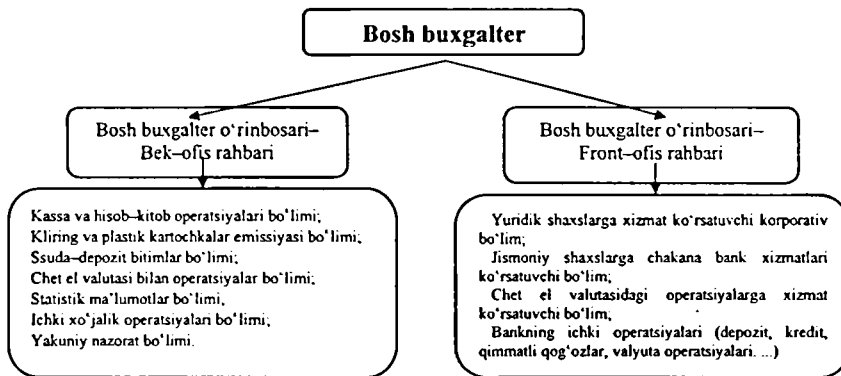 Bosh buxgalter
Bosh buxgalter o‘rinbosari–
Bek–ofis rahbari
Bosh buxgalter o‘rinbosari–
Front–ofis rahbari
Kassa va hisob–kitob operatsiyalari bo‘limi;
Kliring va plastik kartochkalar emissiyasi bo‘limi;
Ssuda–depozit bitimlar bo‘limi;
Chet el valutasi bilan operatsiyalar bo‘limi;
Statistik ma’lumotlar bo‘limi,
Ichki xo‘jalik operatsiyalari bo‘limi;
Yakuniy nazorat bo‘limi.
Yuridik shaxslarga xizmat ko‘rsatuvchi korporativ
bo‘lim;
Jismoniy shaxslarga chakana bank xizmatlari
ko‘rsatuvchi bo‘lim;
Chet el valutasidagi operatsiyalarga xizmat
ko‘rsatuvchi bo‘lim;
Bankning ichki operatsiyalari (depozit, kredit,
qimmatli qog‘ozlar, valyuta operatsiyalari. ...)